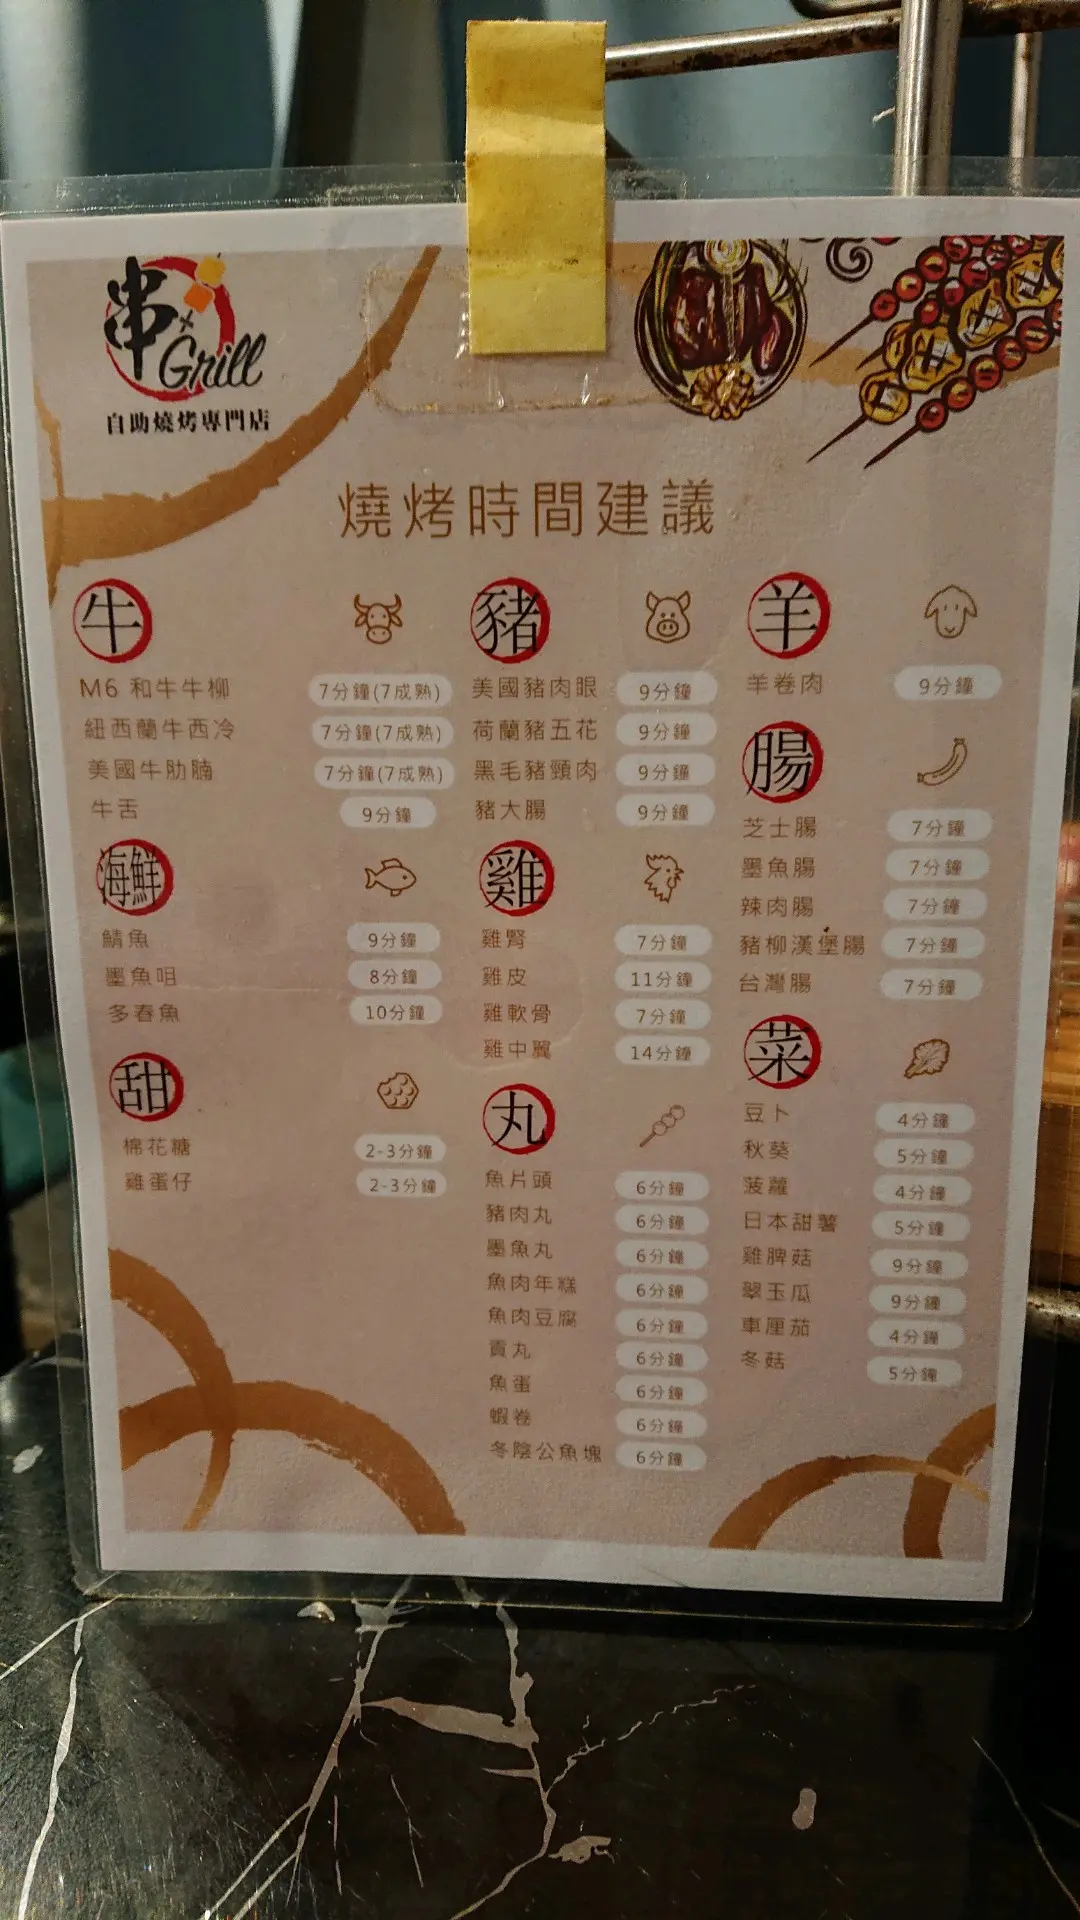 串×Grill
自助燒烤專門店
燒烤時間建議
牛
M6 和牛牛柳 7分鐘(7成熟)
紐西蘭牛西冷 7分鐘(7成熟)
美國牛肋腩 7分鐘(7成熟)
牛舌 9分鐘
海鮮
鯖魚 9分鐘
墨魚咀 8分鐘
多春魚 10分鐘
甜
棉花糖 2-3分鐘
雞蛋仔 2-3分鐘
豬
美國豬肉眼 9分鐘
荷蘭豬五花 9分鐘
黑毛豬頸肉 9分鐘
豬大腸 9分鐘
雞
雞腎 7分鐘
雞皮 11分鐘
雞軟骨 7分鐘
雞中翼 14分鐘
丸
魚片頭 6分鐘
豬肉丸 6分鐘
墨魚丸 6分鐘
魚肉年糕 6分鐘
魚肉豆腐 6分鐘
貢丸 6分鐘
魚蛋 6分鐘
蝦卷 6分鐘
冬陰公魚塊 6分鐘
羊
羊卷肉 9分鐘
腸
芝士腸 7分鐘
墨魚腸 7分鐘
辣肉腸 7分鐘
豬柳漢堡腸 7分鐘
台灣腸 7分鐘
菜
豆卜 4分鐘
秋葵 5分鐘
菠蘿 4分鐘
日本甜薯 5分鐘
雞脾菇 9分鐘
翠玉瓜 9分鐘
車厘茄 4分鐘
冬菇 5分鐘